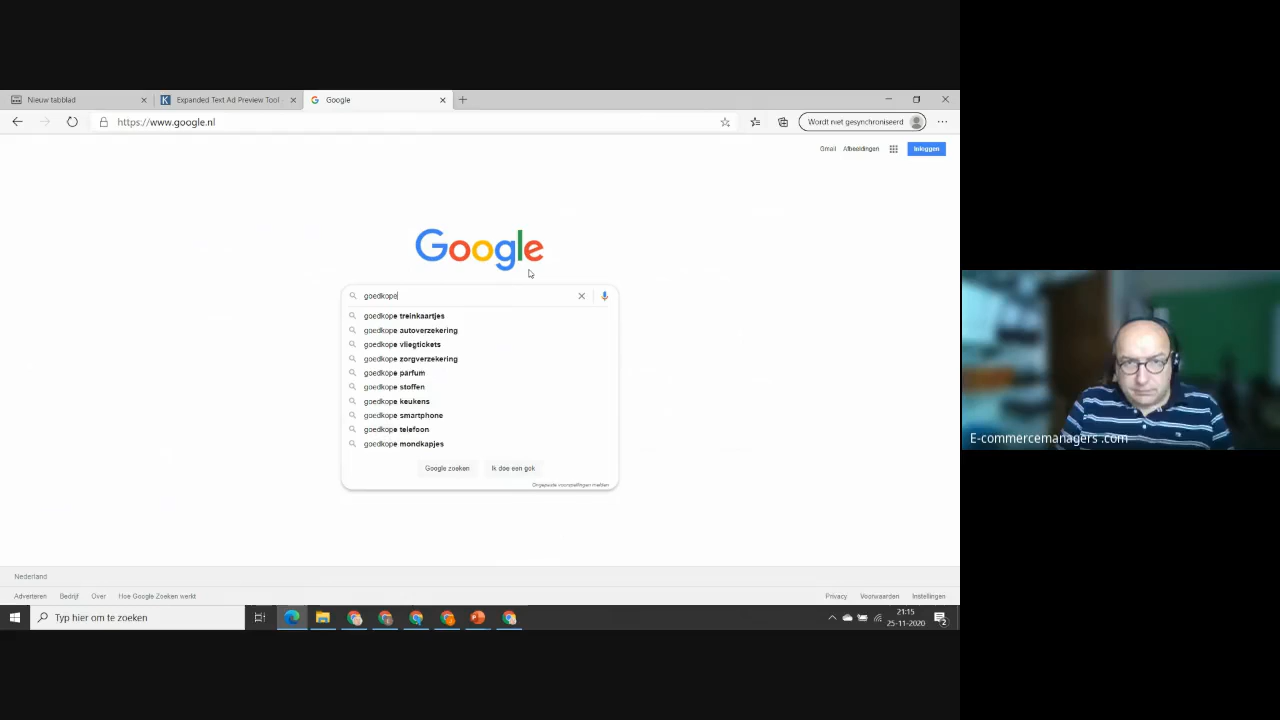 Nieuw tabblad
Expanded Text Ad Preview Tool
Google
https://www.google.nl
Wordt niet gesynchroniseerd
Gmail Afbeeldingen
Inloggen
Google
goedkope
goedkope treinkaartjes
goedkope autoverzekering
goedkope vliegtickets
goedkope zorgverzekering
goedkope parfum
goedkope stoffen
goedkope keukens
goedkope smartphone
goedkope telefoon
goedkope mondkapjes
Google zoeken Ik doe een gok
Ongepaste voorspellingen melden
E-commercemanagers .com
Nederland
Adverteren Bedrijf Over Hoe Google Zoeken werkt
Privacy Voorwaarden Instellingen
Typ hier om te zoeken
21:15
25-11-2020
2